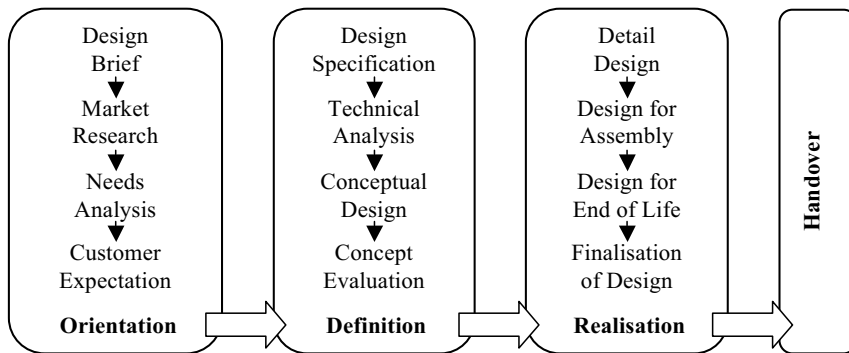 Design
Brief
Market
Research
Needs
Analysis
Customer
Expectation
Orientation
Design
Specification
Technical
Analysis
Conceptual
Design
Concept
Evaluation
Definition
Detail
Design
Design for
Assembly
Design for
End of Life
Finalisation
of Design
Realisation
Handover